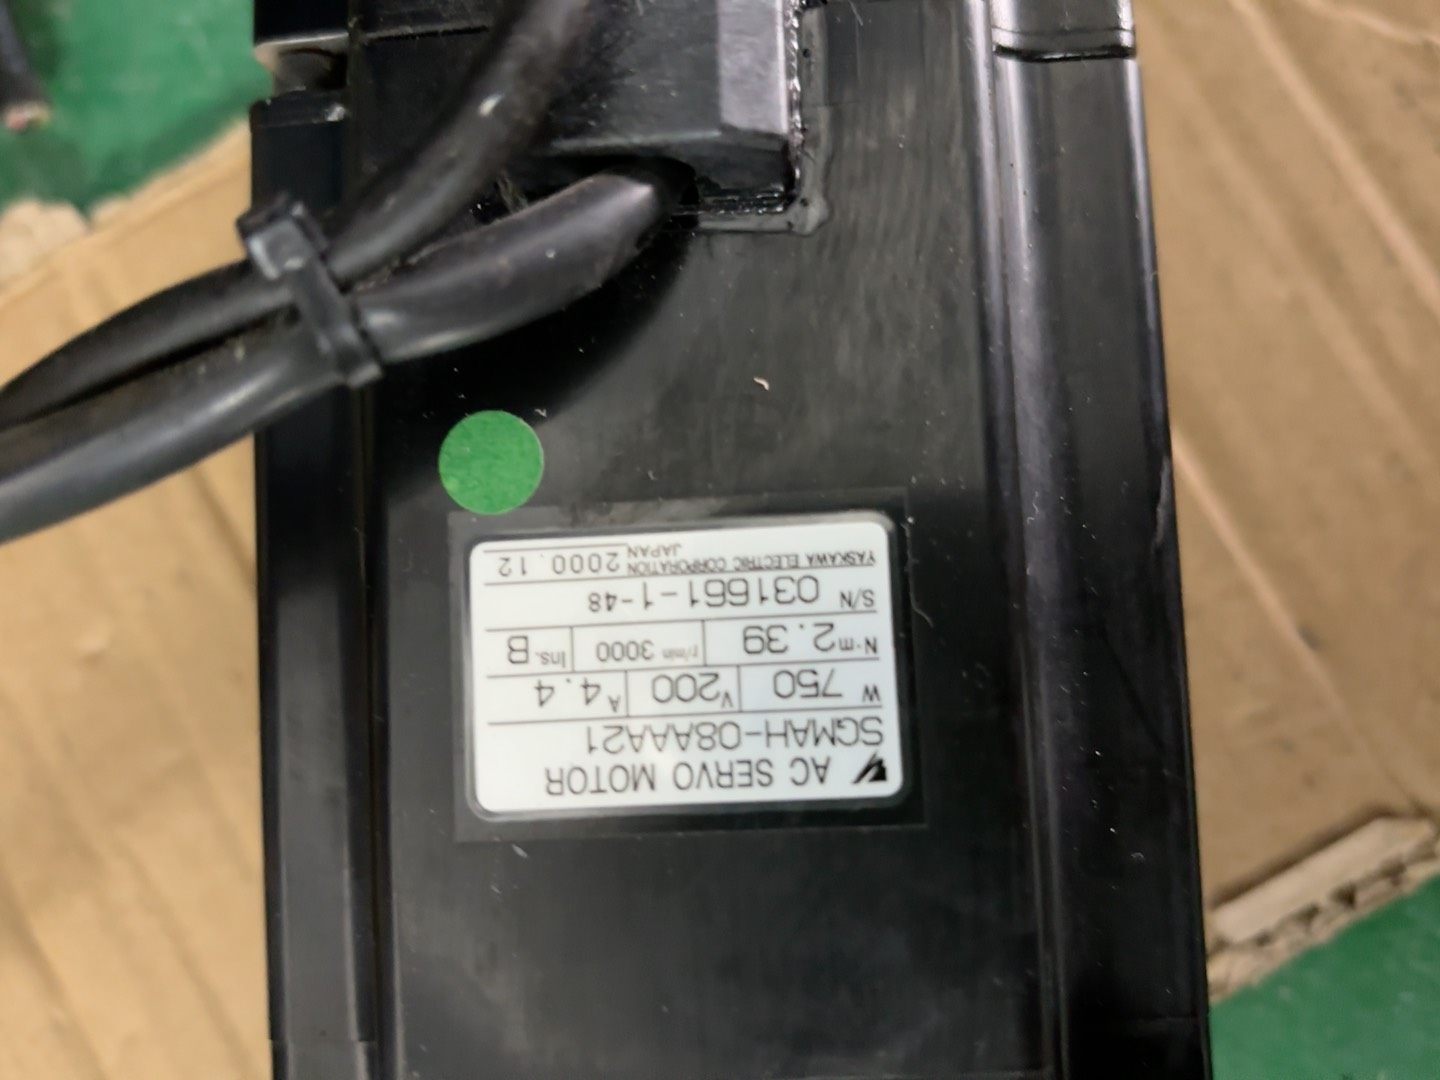 AC SERVO MOTOR
SGMAH-08AAA21
W 750 V 200 A 4.4
N·m 2.39 r/min 3000 Ins. B
S/N 031661-1-48
YASKAWA ELECTRIC CORPORATION 2000.12
JAPAN